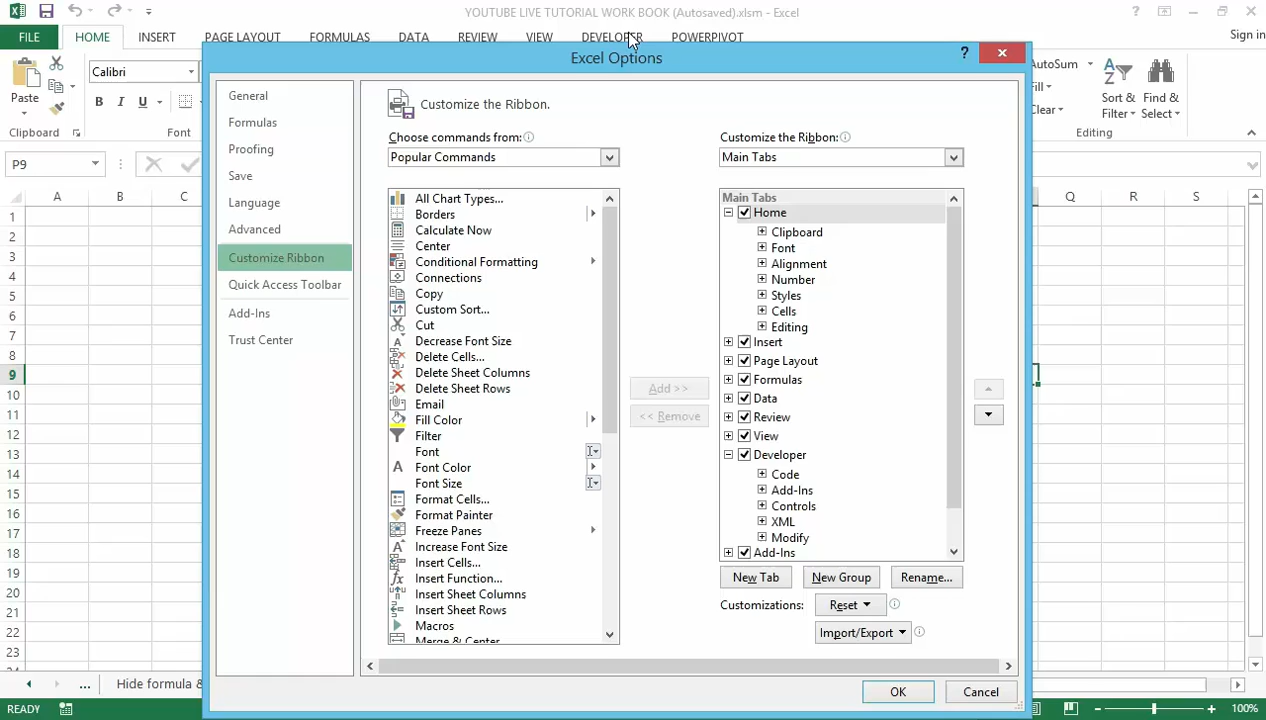 YOUTUBE LIVE TUTORIAL WORK BOOK (Autosaved).xlsm - Excel
FILE HOME INSERT PAGE LAYOUT FORMULAS DATA REVIEW VIEW DEVELOPER POWERPIVOT Sign in
Excel Options
Paste
Clipboard
Calibri
B I U
Font
AutoSum
Fill
Clear
Sort & Filter
Find & Select
Editing
P9
A B C Q R S
1
2
3
4
5
6
7
8
9
10
11
12
13
14
15
16
17
18
19
20
21
22
23
General
Formulas
Proofing
Save
Language
Advanced
Customize Ribbon
Quick Access Toolbar
Add-Ins
Trust Center
Customize the Ribbon.
Choose commands from:
Popular Commands
All Chart Types...
Borders
Calculate Now
Center
Conditional Formatting
Connections
Copy
Custom Sort...
Cut
Decrease Font Size
Delete Cells...
Delete Sheet Columns
Delete Sheet Rows
Email
Fill Color
Filter
Font
Font Color
Font Size
Format Cells...
Format Painter
Freeze Panes
Increase Font Size
Insert Cells...
Insert Function...
Insert Sheet Columns
Insert Sheet Rows
Macros
Merge & Center
Add >>
<< Remove
Customize the Ribbon:
Main Tabs
Main Tabs
Home
Clipboard
Font
Alignment
Number
Styles
Cells
Editing
Insert
Page Layout
Formulas
Data
Review
View
Developer
Code
Add-Ins
Controls
XML
Modify
Add-Ins
New Tab New Group Rename...
Customizations: Reset
Import/Export
OK Cancel
... Hide formula &
READY 100%